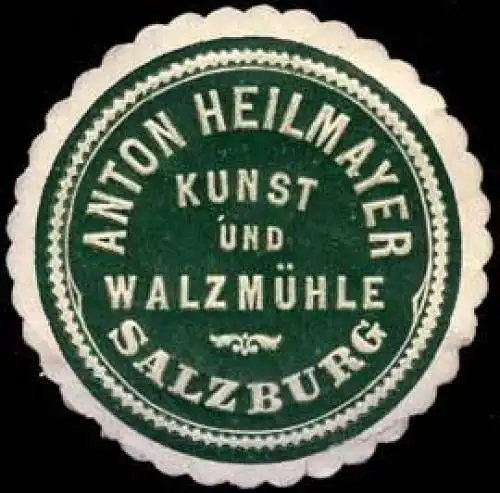 ANTON HEILMAYER
KUNST
UND
WALZMÜHLE
SALZBURG